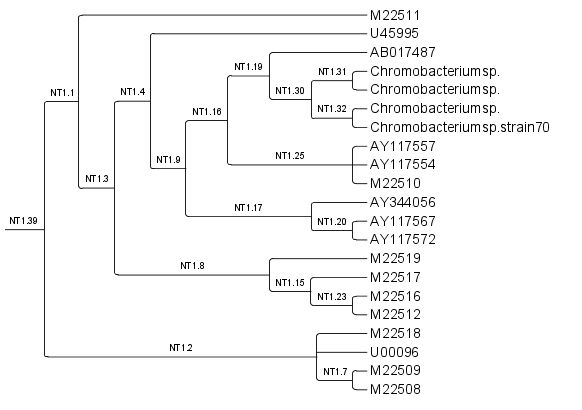 M22511
U45995
NT1.19 AB017487
NT1.31 Chromobacteriumsp.
NT1.1 NT1.4 NT1.30 Chromobacteriumsp.
NT1.16 NT1.32 Chromobacteriumsp.
Chromobacteriumsp.strain70
AY117557
NT1.9 NT1.25 AY117554
NT1.3 M22510
NT1.17 AY344056
NT1.39 NT1.20 AY117567
AY117572
NT1.8 M22519
NT1.15 M22517
NT1.23 M22516
M22512
M22518
NT1.2 U00096
NT1.7 M22509
M22508